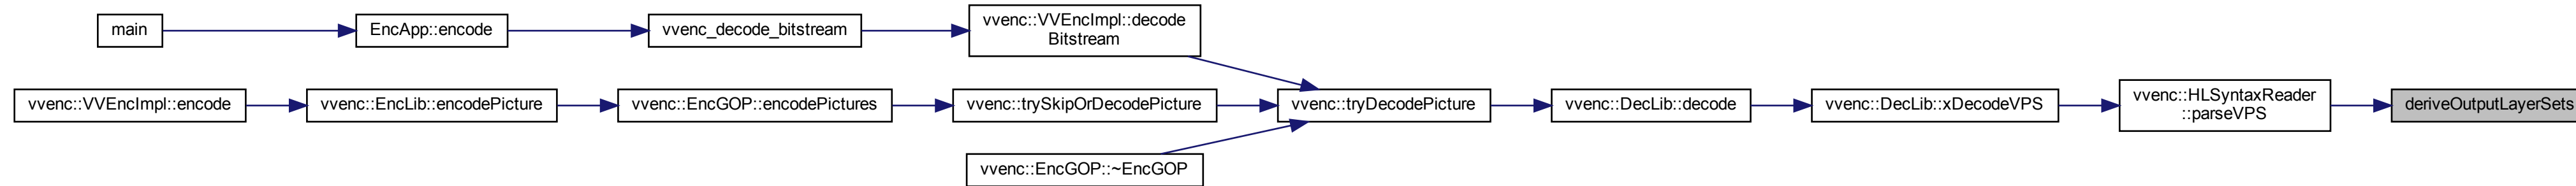 main
EncApp::encode
vvenc_decode_bitstream
vvenc::VVEncImpl::decode
Bitstream
vvenc::VVEncImpl::encode
vvenc::EncLib::encodePicture
vvenc::EncGOP::encodePictures
vvenc::trySkipOrDecodePicture
vvenc::tryDecodePicture
vvenc::DecLib::decode
vvenc::DecLib::xDecodeVPS
vvenc::HLSyntaxReader
::parseVPS
deriveOutputLayerSets
vvenc::EncGOP::~EncGOP